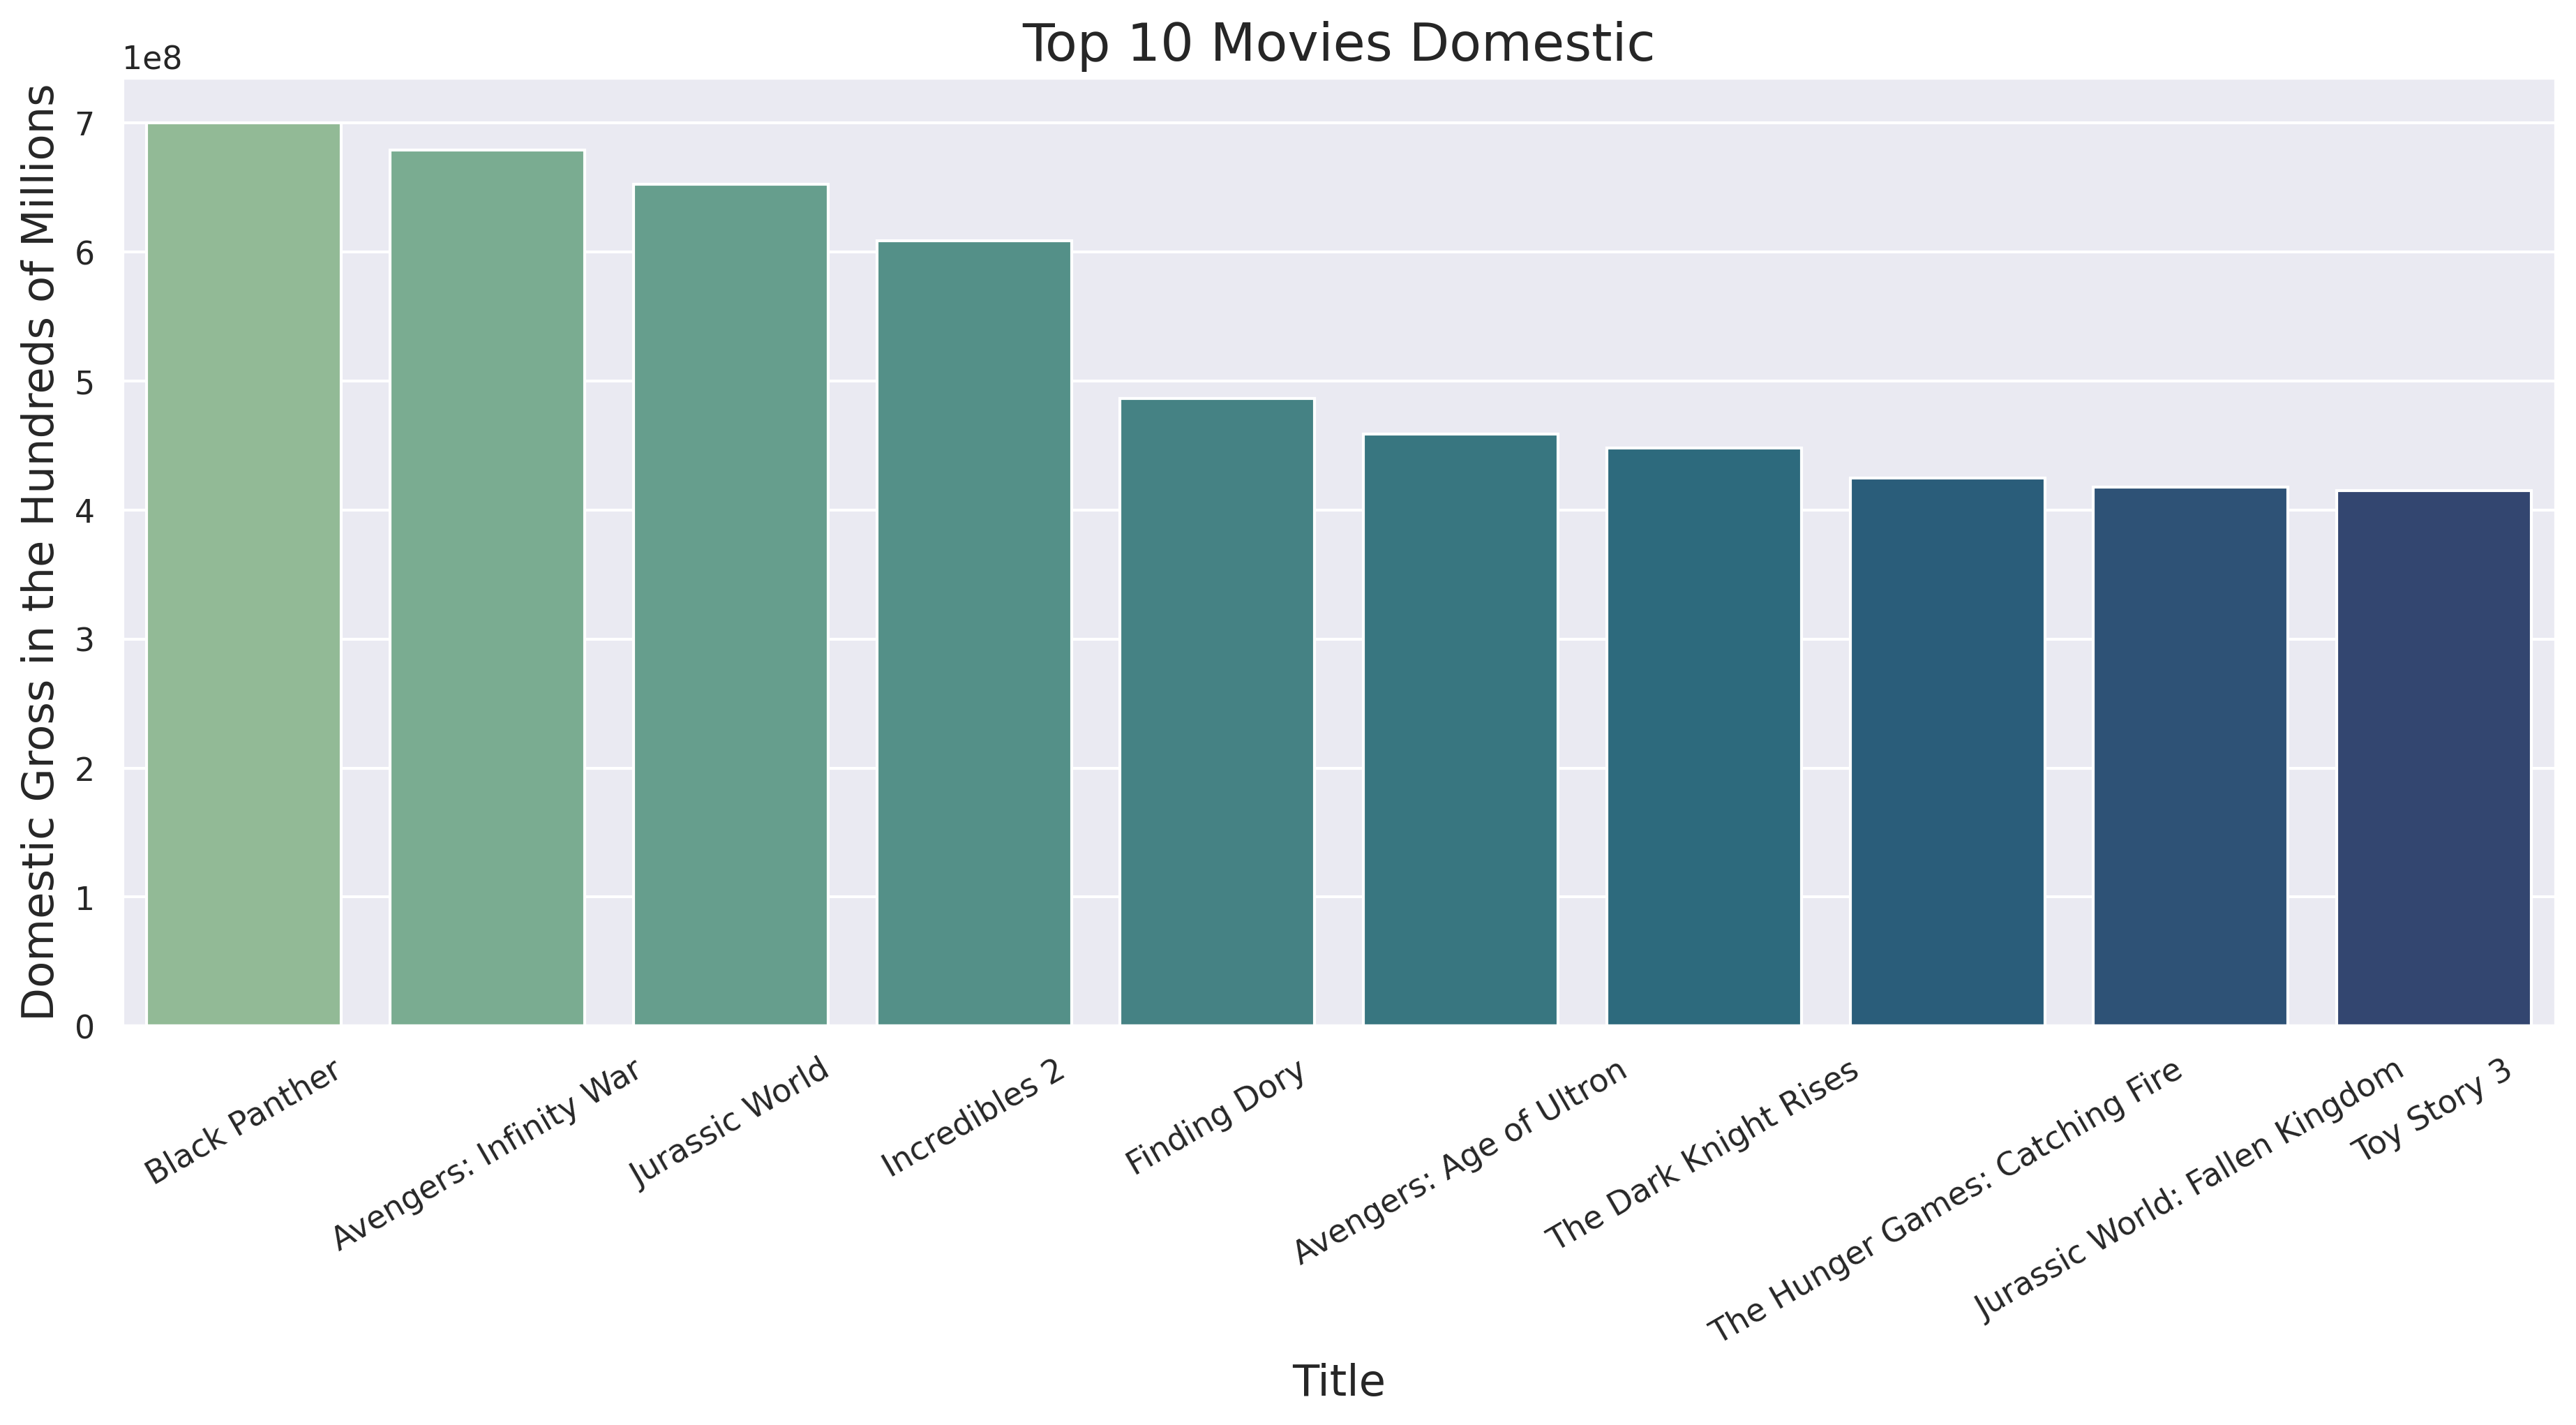 Top 10 Movies Domestic
1e8
Domestic Gross in the Hundreds of Millions
7
6
5
4
3
2
1
0
Black Panther
Avengers: Infinity War
Jurassic World
Incredibles 2
Finding Dory
Avengers: Age of Ultron
The Dark Knight Rises
The Hunger Games: Catching Fire
Jurassic World: Fallen Kingdom
Toy Story 3
Title